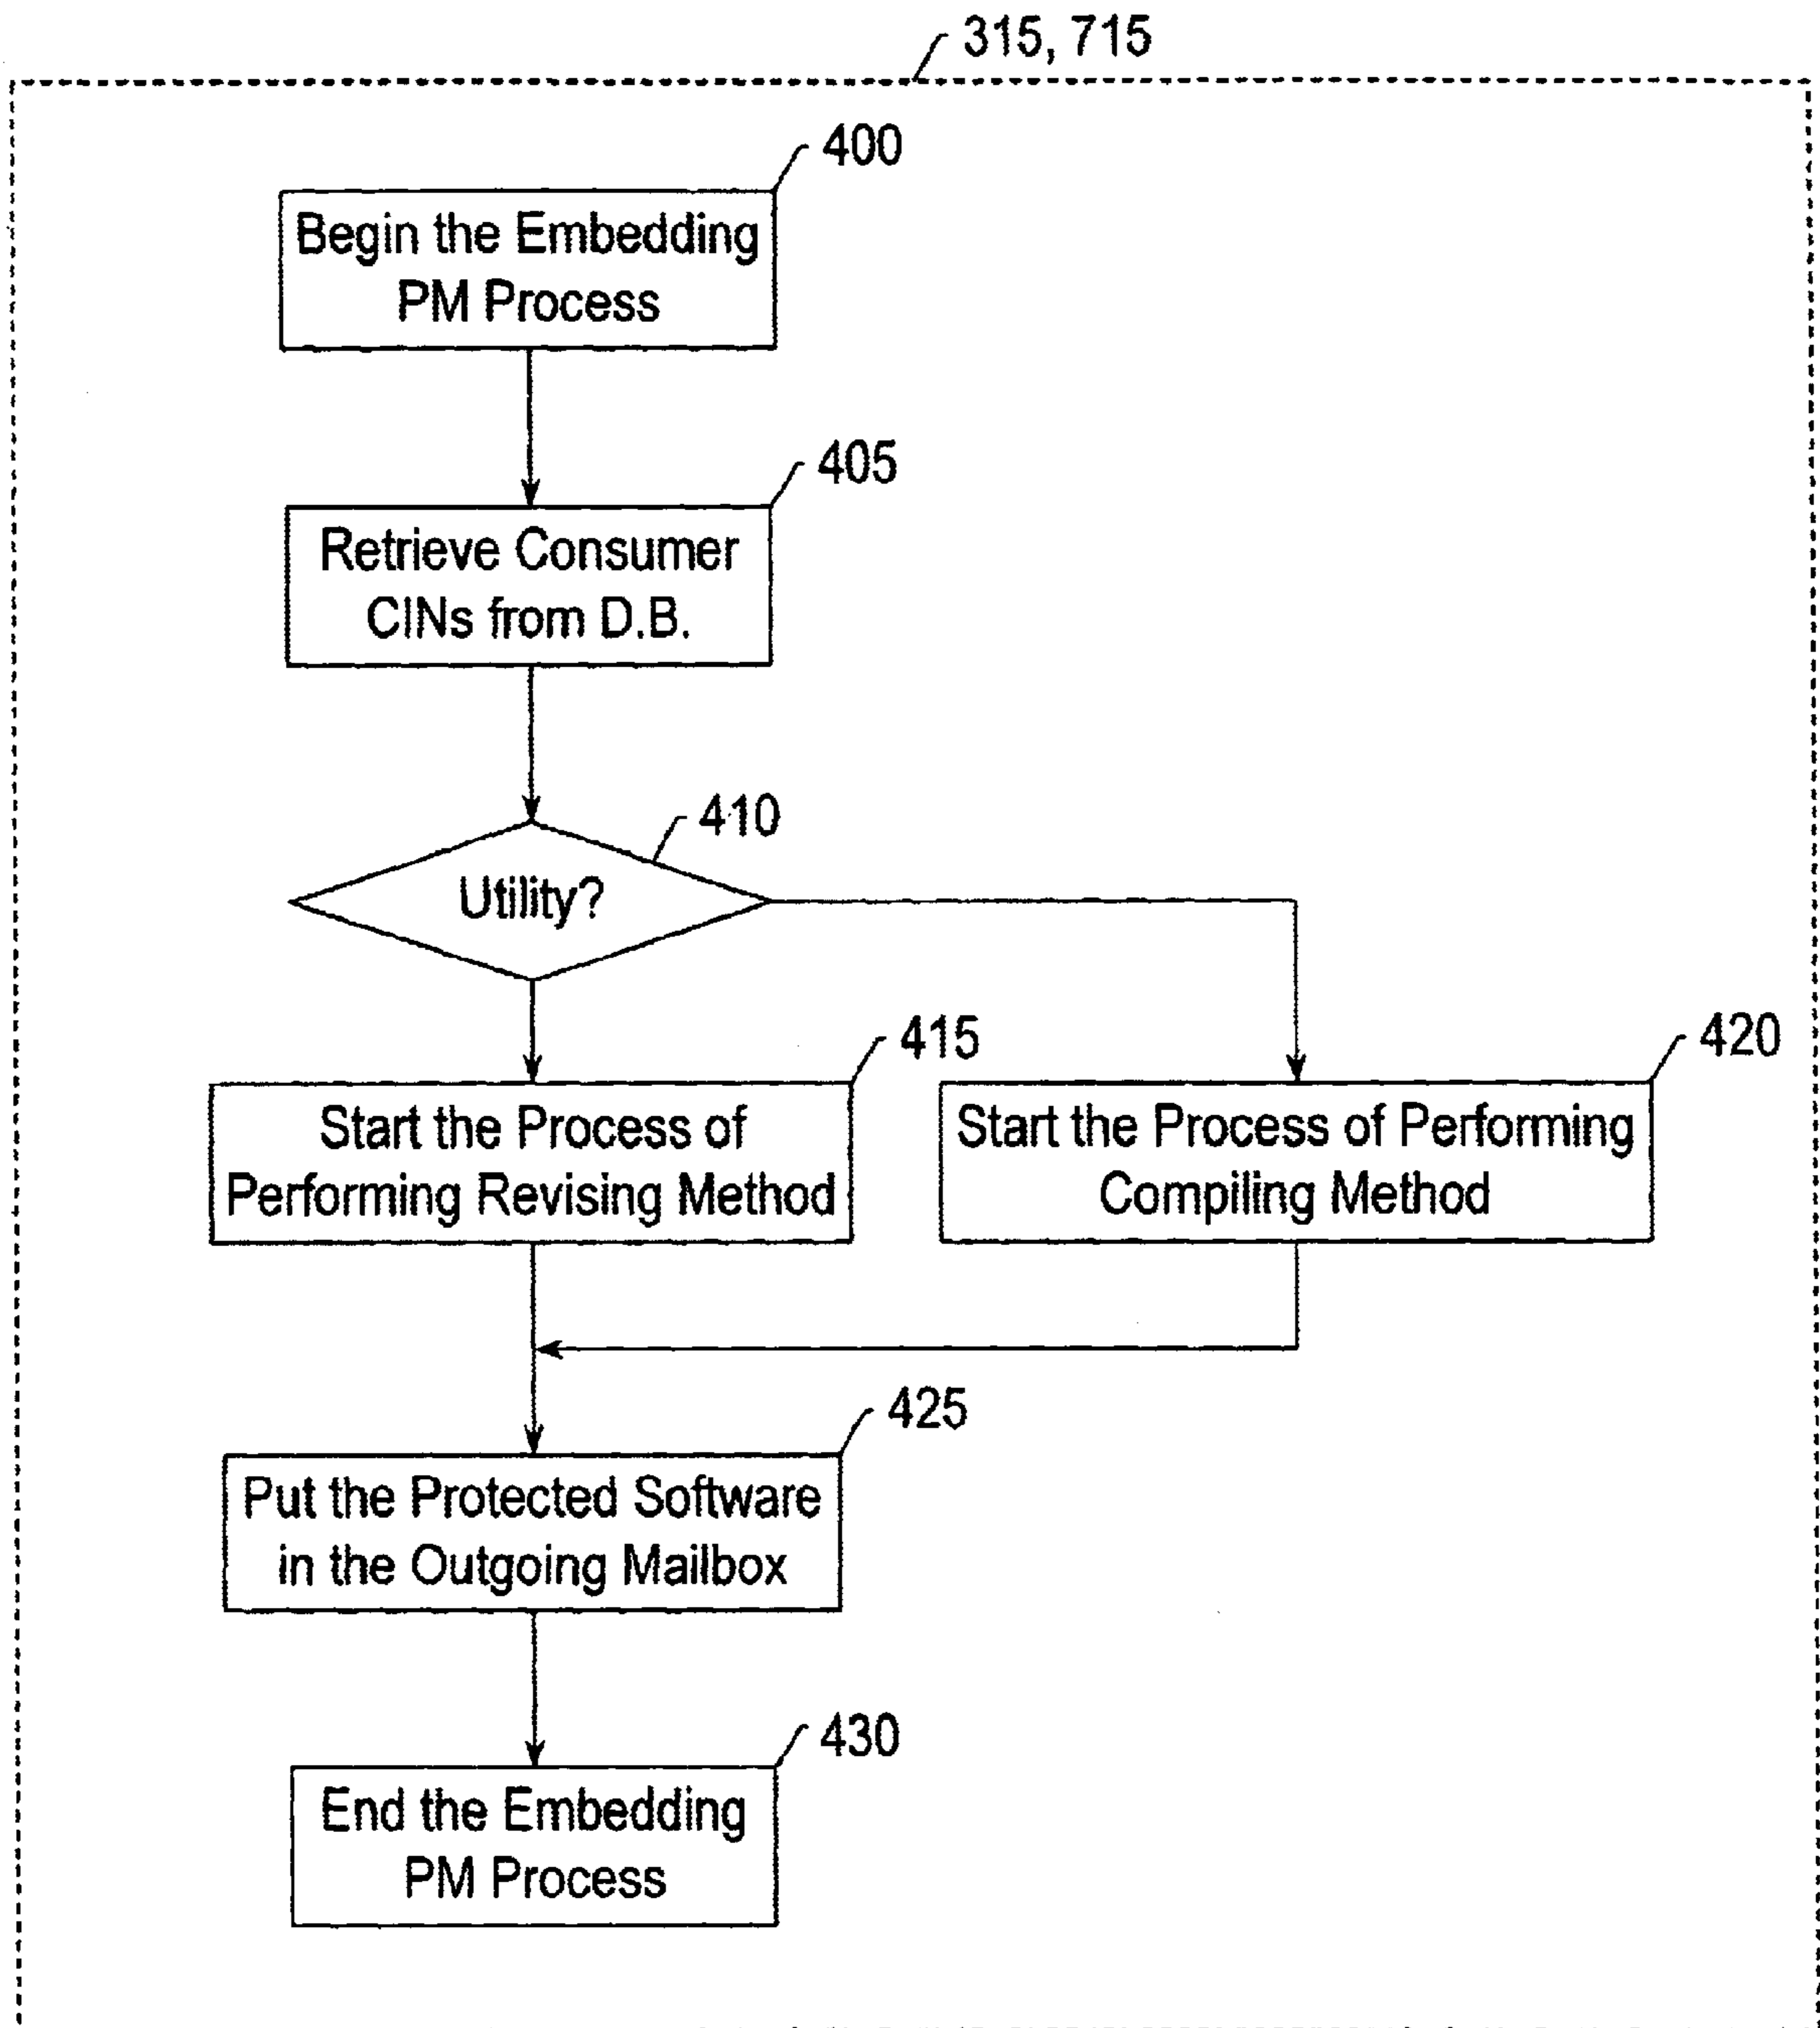 315, 715
400
Begin the Embedding
PM Process
405
Retrieve Consumer
CINs from D.B.
410
Utility?
415
Start the Process of
Performing Revising Method
420
Start the Process of Performing
Compiling Method
425
Put the Protected Software
in the Outgoing Mailbox
430
End the Embedding
PM Process